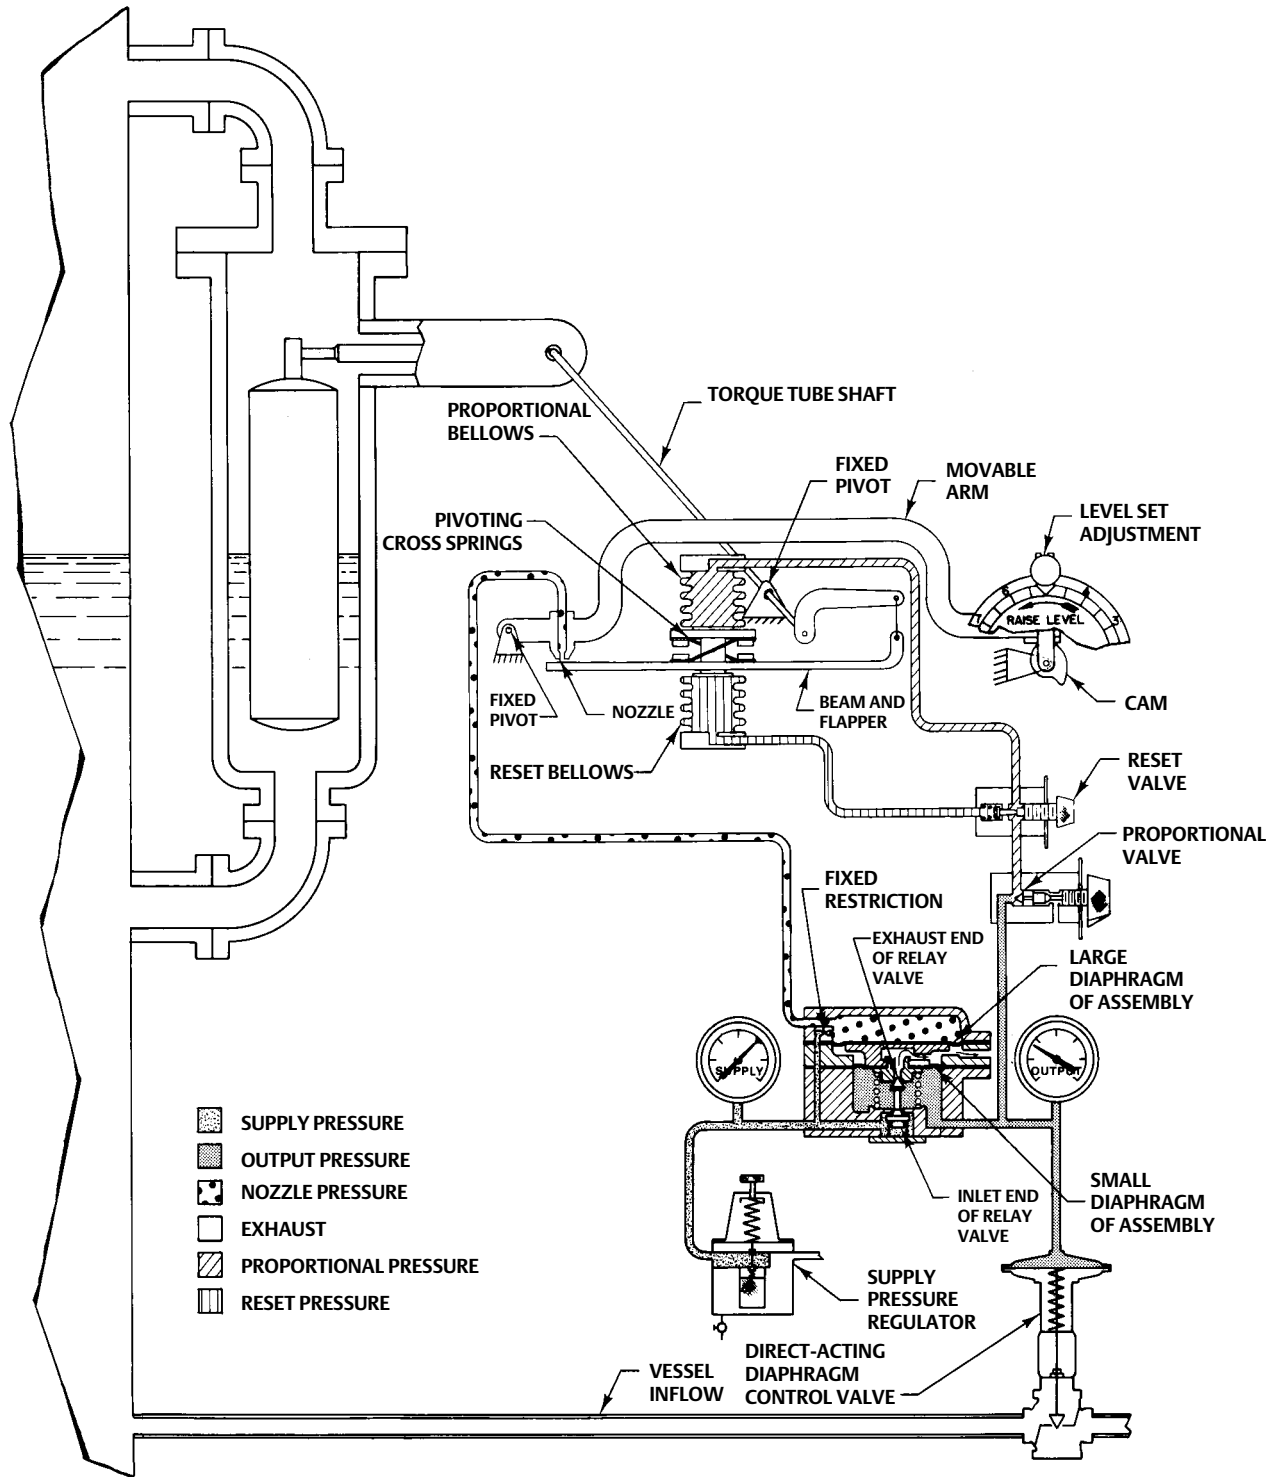 TORQUE TUBE SHAFT
PROPORTIONAL
BELLOWS
FIXED
PIVOT
MOVABLE
ARM
LEVEL SET
ADJUSTMENT
PIVOTING
CROSS SPRINGS
RAISE LEVEL
3
FIXED
PIVOT
NOZZLE
BEAM AND
FLAPPER
CAM
RESET BELLOWS
RESET
VALVE
PROPORTIONAL
VALVE
FIXED
RESTRICTION
EXHAUST END
OF RELAY
VALVE
LARGE
DIAPHRAGM
OF ASSEMBLY
SUPPLY
OUTPUT
SUPPLY PRESSURE
OUTPUT PRESSURE
NOZZLE PRESSURE
EXHAUST
PROPORTIONAL PRESSURE
RESET PRESSURE
INLET END
OF RELAY
VALVE
SMALL
DIAPHRAGM
OF ASSEMBLY
SUPPLY
PRESSURE
REGULATOR
DIRECT-ACTING
DIAPHRAGM
CONTROL VALVE
VESSEL
INFLOW